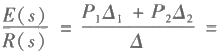 E(s)/R(s) = (P₁Δ₁ + P₂Δ₂)/Δ =